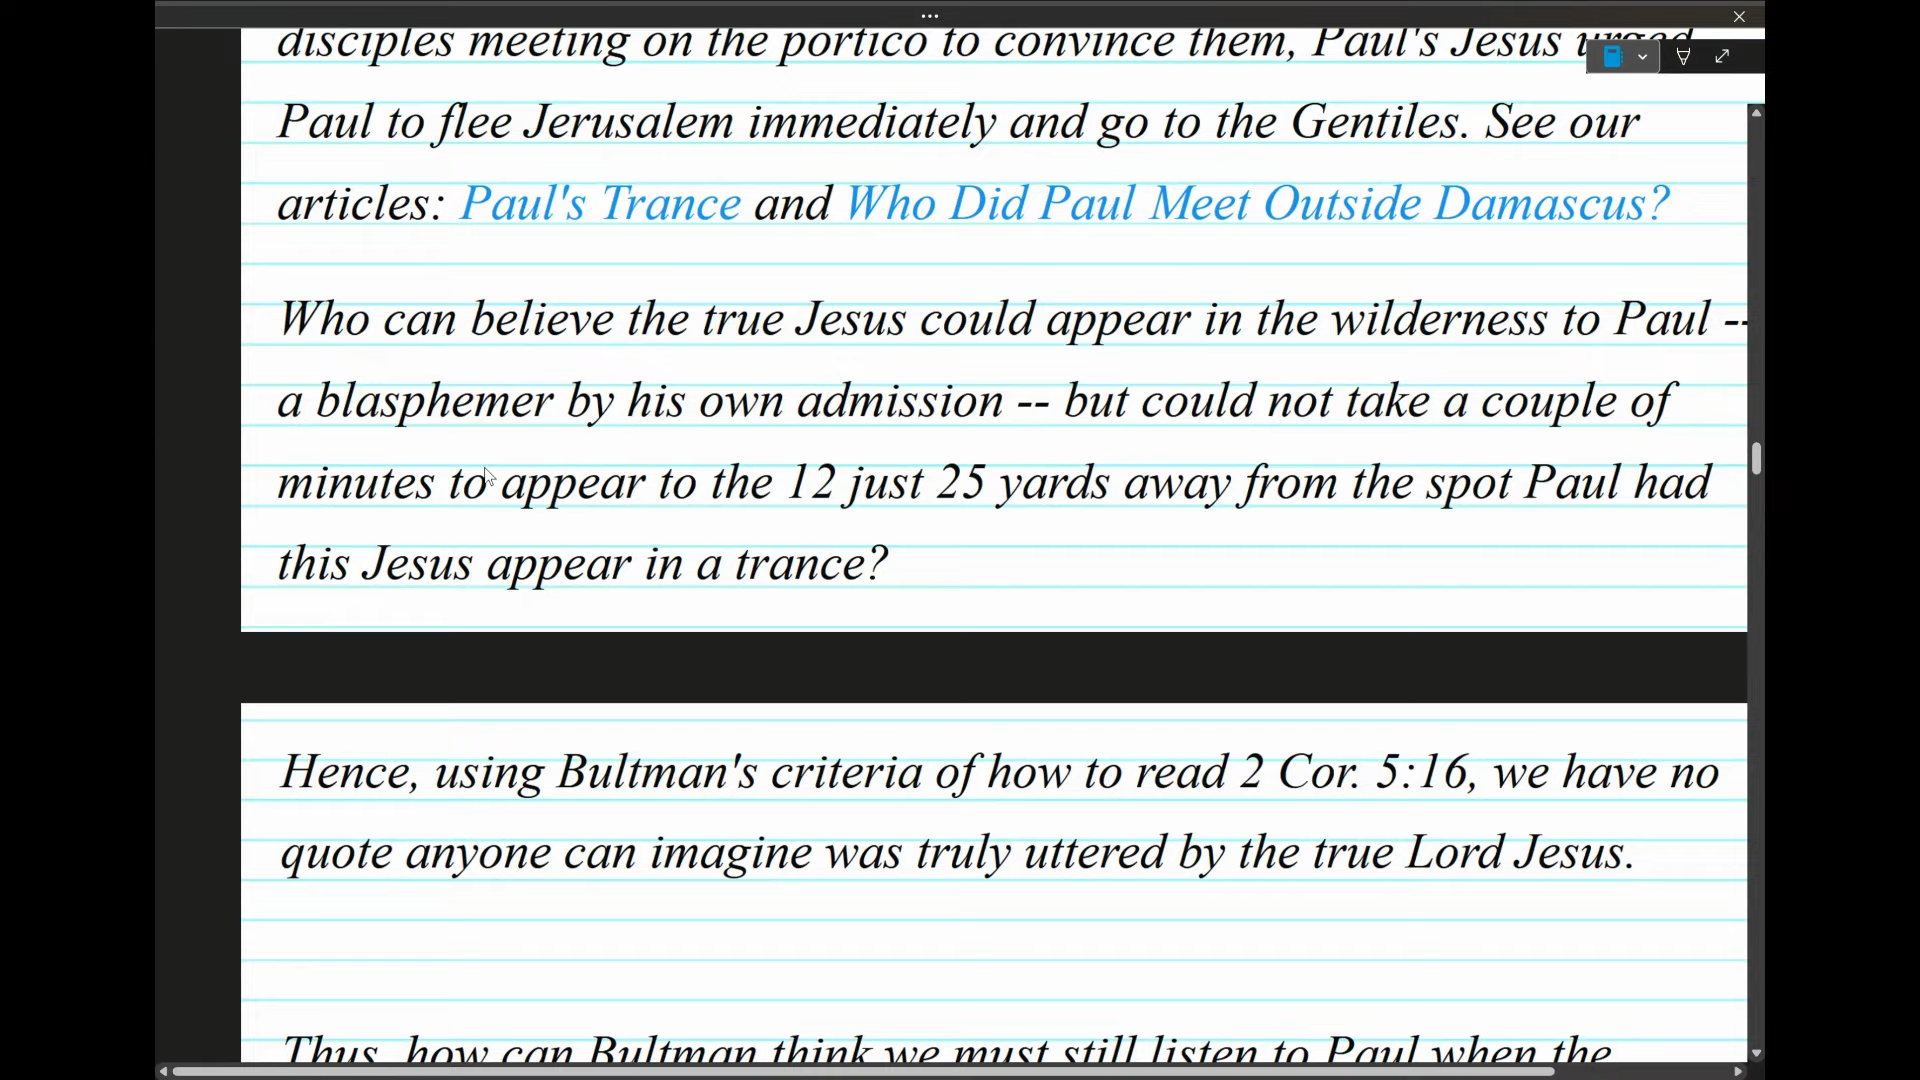 disciples meeting on the portico to convince them, Paul's Jesus urged
Paul to flee Jerusalem immediately and go to the Gentiles. See our
articles: Paul's Trance and Who Did Paul Meet Outside Damascus?
Who can believe the true Jesus could appear in the wilderness to Paul --
a blasphemer by his own admission -- but could not take a couple of
minutes to appear to the 12 just 25 yards away from the spot Paul had
this Jesus appear in a trance?
Hence, using Bultman's criteria of how to read 2 Cor. 5:16, we have no
quote anyone can imagine was truly uttered by the true Lord Jesus.
Thus, how can Bultman think we must still listen to Paul when the